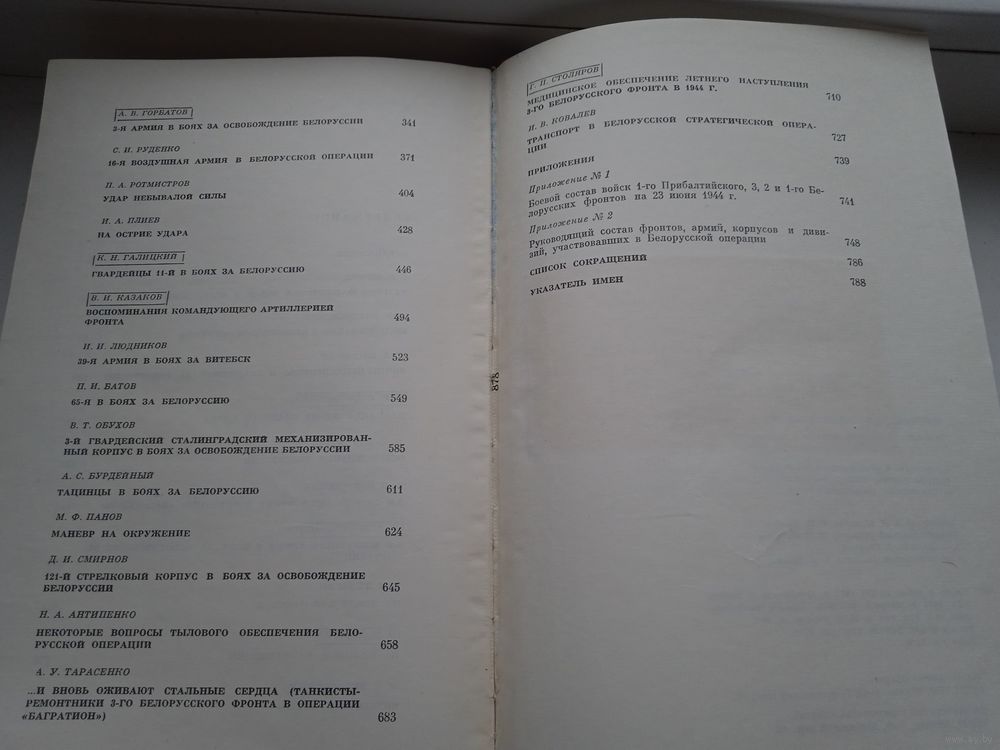 А. В. ГОРБАТОВ
3-Я АРМИЯ В БОЯХ ЗА ОСВОБОЖДЕНИЕ БЕЛОРУССИИ 341
С. И. РУДЕНКО
16-Я ВОЗДУШНАЯ АРМИЯ В БЕЛОРУССКОЙ ОПЕРАЦИИ 371
П. А. РОТМИСТРОВ
УДАР НЕБЫВАЛОЙ СИЛЫ 404
И. А. ПЛИЕВ
НА ОСТРИЕ УДАРА 428
К. Н. ГАЛИЦКИЙ
ГВАРДЕЙЦЫ 11-Й В БОЯХ ЗА БЕЛОРУССИЮ 446
В. И. КАЗАКОВ
ВОСПОМИНАНИЯ КОМАНДУЮЩЕГО АРТИЛЛЕРИЕЙ
ФРОНТА 494
И. И. ЛЮДНИКОВ
39-Я АРМИЯ В БОЯХ ЗА ВИТЕБСК 523
П. И. БАТОВ
65-Я В БОЯХ ЗА БЕЛОРУССИЮ 549
В. Т. ОБУХОВ
3-Й ГВАРДЕЙСКИЙ СТАЛИНГРАДСКИЙ МЕХАНИЗИРОВАН-
НЫЙ КОРПУС В БОЯХ ЗА ОСВОБОЖДЕНИЕ БЕЛОРУССИИ 585
А. С. БУРДЕЙНЫЙ
ТАЦИНЦЫ В БОЯХ ЗА БЕЛОРУССИЮ 611
М. Ф. ПАНОВ
МАНЕВР НА ОКРУЖЕНИЕ 624
Д. И. СМИРНОВ
121-Й СТРЕЛКОВЫЙ КОРПУС В БОЯХ ЗА ОСВОБОЖДЕНИЕ
БЕЛОРУССИИ 645
Н. А. АНТИПЕНКО
НЕКОТОРЫЕ ВОПРОСЫ ТЫЛОВОГО ОБЕСПЕЧЕНИЯ БЕЛО-
РУССКОЙ ОПЕРАЦИИ 658
А. У. ТАРАСЕНКО
...И ВНОВЬ ОЖИВАЮТ СТАЛЬНЫЕ СЕРДЦА (ТАНКИСТЫ-
РЕМОНТНИКИ 3-ГО БЕЛОРУССКОГО ФРОНТА В ОПЕРАЦИИ
«БАГРАТИОН») 683
878
Г. П. СТОЛЯРОВ
МЕДИЦИНСКОЕ ОБЕСПЕЧЕНИЕ ЛЕТНЕГО НАСТУПЛЕНИЯ
3-ГО БЕЛОРУССКОГО ФРОНТА В 1944 Г. 710
И. В. КОВАЛЕВ
ТРАНСПОРТ В БЕЛОРУССКОЙ СТРАТЕГИЧЕСКОЙ ОПЕРА-
ЦИИ 727
ПРИЛОЖЕНИЯ 739
Приложение № 1
Боевой состав войск 1-го Прибалтийского, 3, 2 и 1-го Бе-
лорусских фронтов на 23 июня 1944 г. 741
Приложение № 2
Руководящий состав фронтов, армий, корпусов и диви-
зий, участвовавших в Белорусской операции 748
СПИСОК СОКРАЩЕНИЙ 786
УКАЗАТЕЛЬ ИМЕН 788
www.ay.by